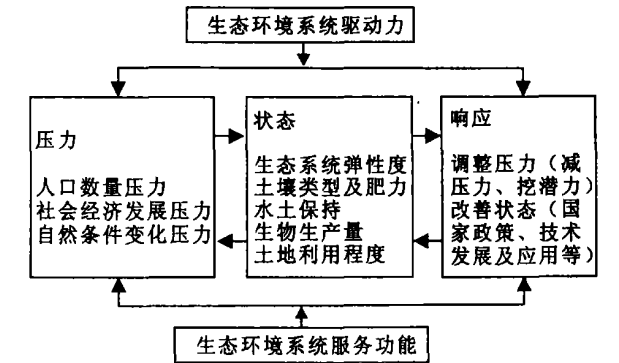 生态环境系统驱动力
压力
人口数量压力
社会经济发展压力
自然条件变化压力
状态
生态系统弹性度
土壤类型及肥力
水土保持
生物生产量
土地利用程度
响应
调整压力（减
压力、挖潜力）
改善状态（国
家政策、技术
发展及应用等）
生态环境系统服务功能